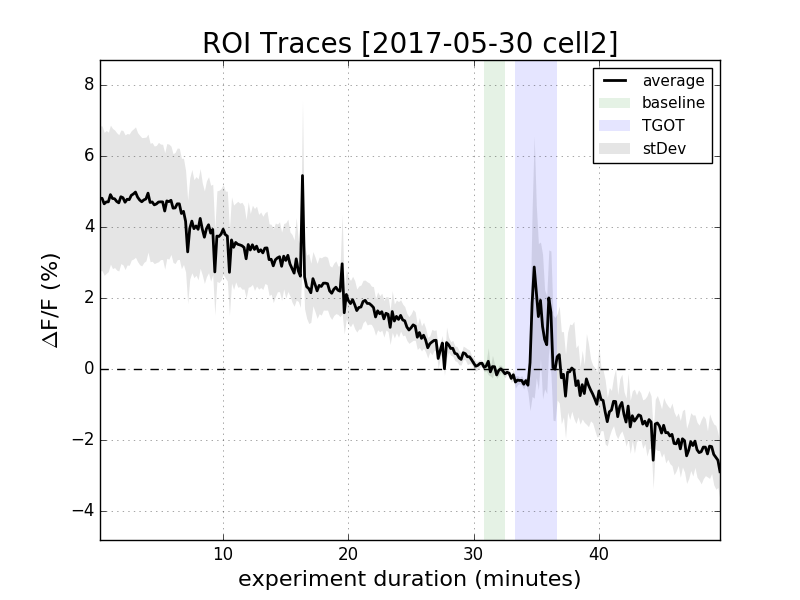 ROI Traces [2017-05-30 cell2]
average
baseline
TGOT
stDev
8
6
4
2
0
−2
−4
ΔF/F (%)
10
20
30
40
experiment duration (minutes)